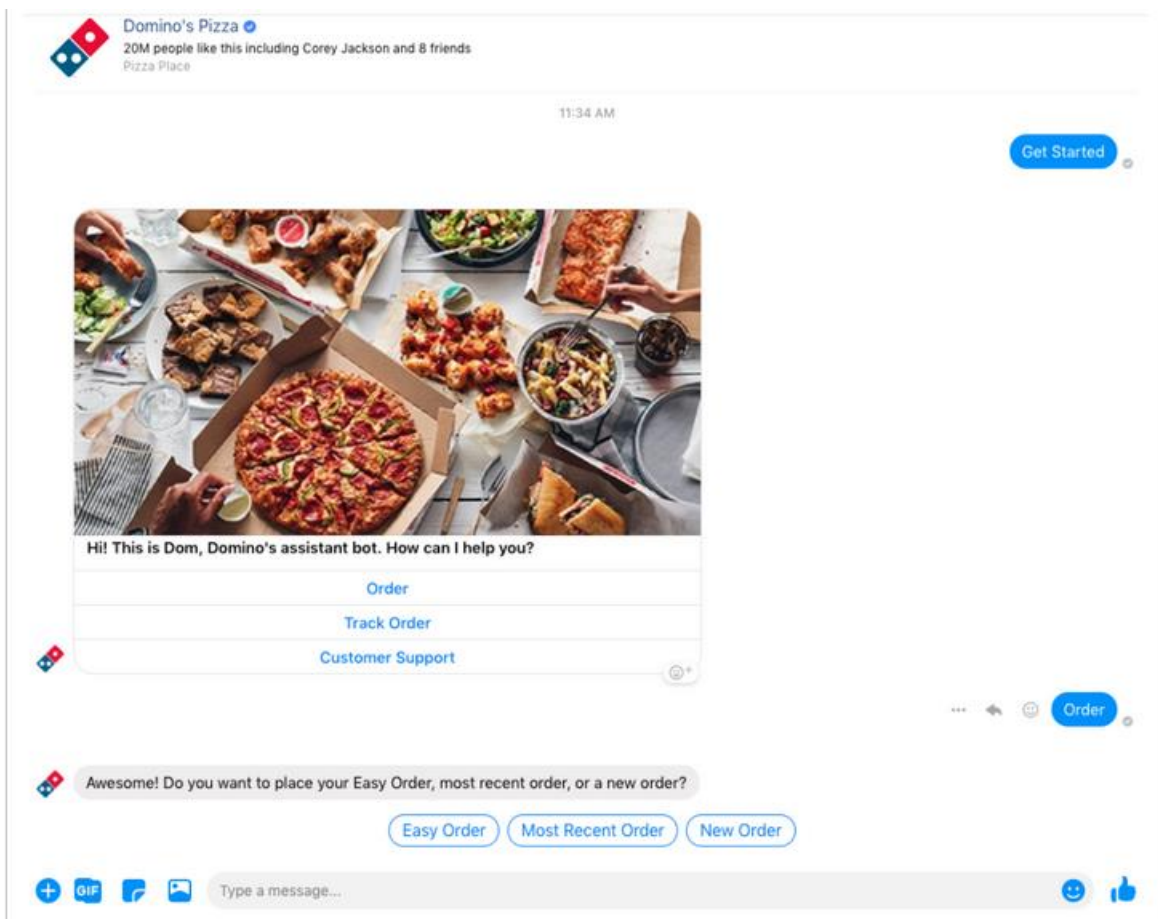 Domino's Pizza
20M people like this including Corey Jackson and 8 friends
Pizza Place
11:34 AM
Get Started
Hi! This is Dom, Domino's assistant bot. How can I help you?
Order
Track Order
Customer Support
Order
Awesome! Do you want to place your Easy Order, most recent order, or a new order?
Easy Order
Most Recent Order
New Order
GIF
Type a message...